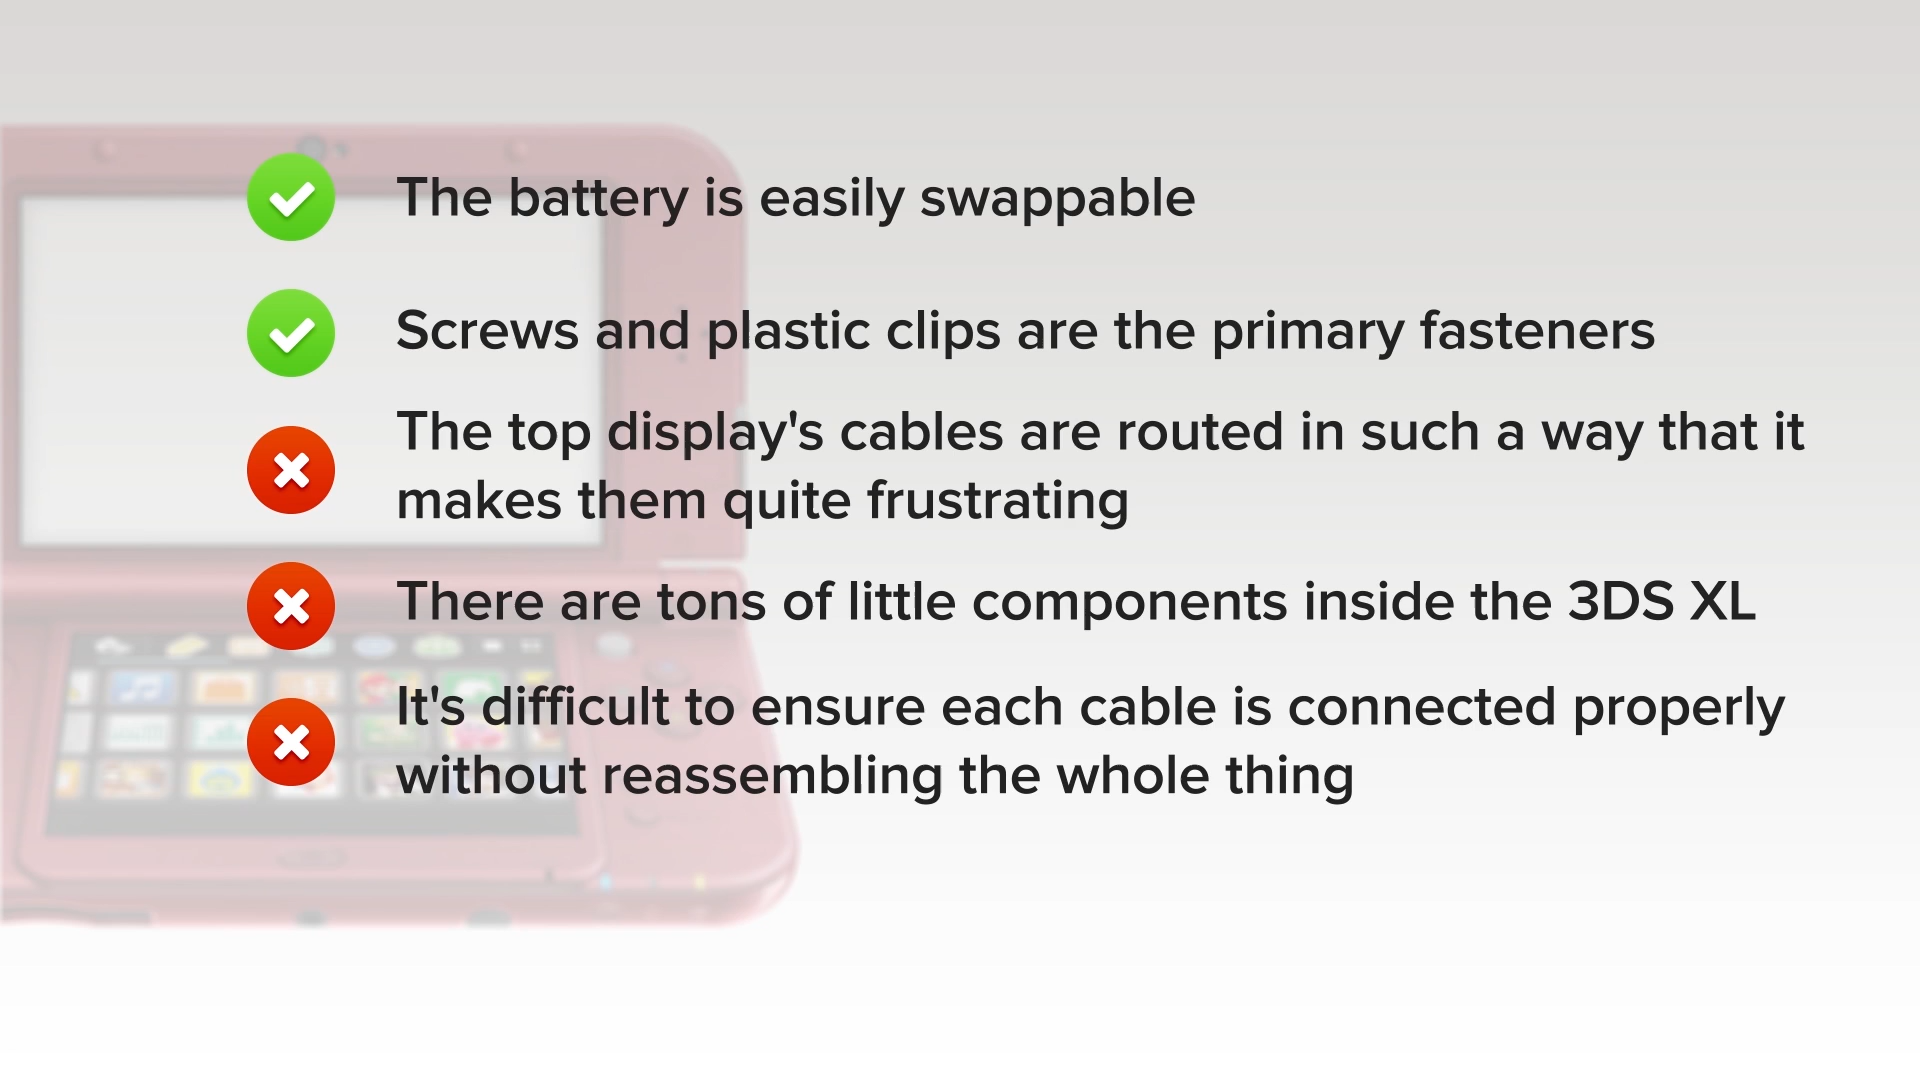 The battery is easily swappable
Screws and plastic clips are the primary fasteners
The top display's cables are routed in such a way that it
makes them quite frustrating
There are tons of little components inside the 3DS XL
It's difficult to ensure each cable is connected properly
without reassembling the whole thing